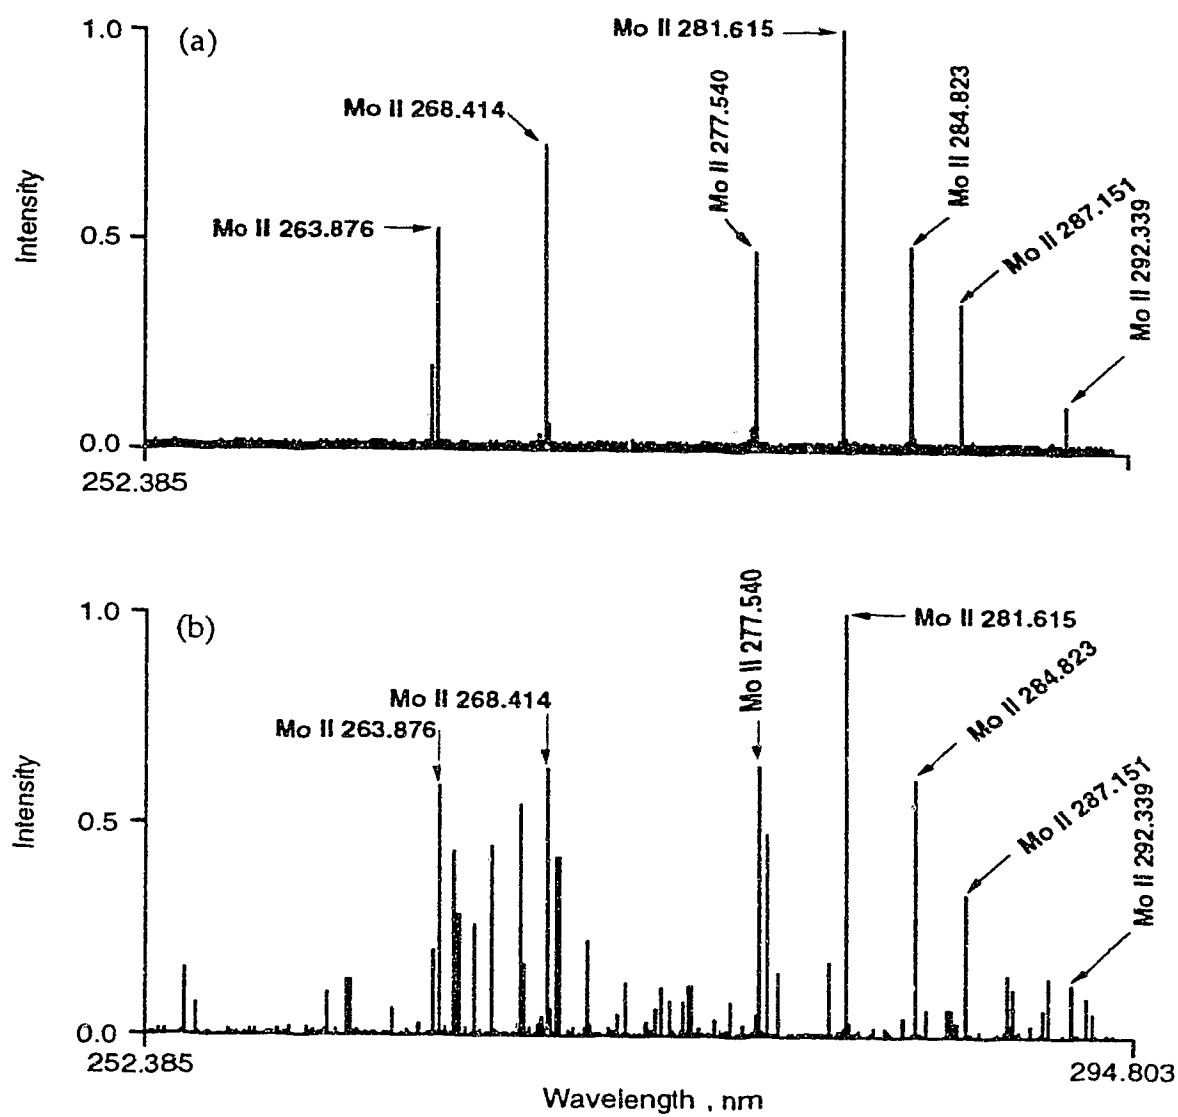 1.0
(a)
Mo II 281.615
Mo II 268.414
Mo II 277.540
Mo II 284.823
Mo II 263.876
0.5
Mo II 287.151
Mo II 292.339
Intensity
0.0
252.385
1.0
(b)
Mo II 277.540
Mo II 281.615
Mo II 268.414
Mo II 263.876
Mo II 284.823
0.5
Mo II 287.151
Mo II 292.339
Intensity
0.0
252.385
294.803
Wavelength , nm